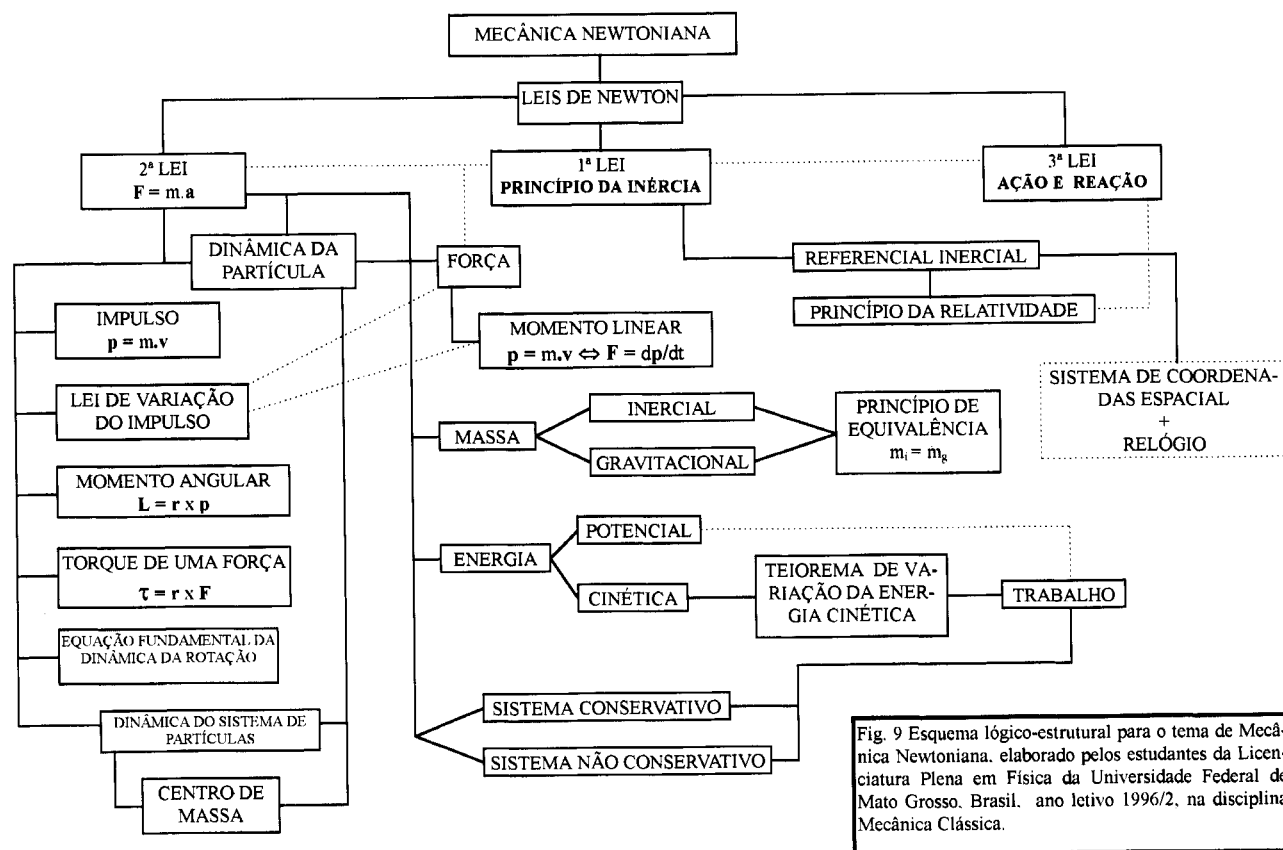 MECÂNICA NEWTONIANA
LEIS DE NEWTON
2ª LEI
F = m.a
1ª LEI
PRINCÍPIO DA INÉRCIA
3ª LEI
AÇÃO E REAÇÃO
DINÂMICA DA
PARTÍCULA
FORÇA
REFERENCIAL INERCIAL
PRINCÍPIO DA RELATIVIDADE
IMPULSO
p = m.v
MOMENTO LINEAR
p = m.v ⇔ F = dp/dt
SISTEMA DE COORDENA-
DAS ESPACIAL
+
RELÓGIO
LEI DE VARIAÇÃO
DO IMPULSO
MASSA
INERCIAL
GRAVITACIONAL
PRINCÍPIO DE
EQUIVALÊNCIA
mᵢ = m_g
MOMENTO ANGULAR
L = r x p
TORQUE DE UMA FORÇA
τ = r x F
ENERGIA
POTENCIAL
CINÉTICA
TEIOREMA DE VA-
RIAÇÃO DA ENER-
GIA CINÉTICA
TRABALHO
EQUAÇÃO FUNDAMENTAL DA
DINÂMICA DA ROTAÇÃO
DINÂMICA DO SISTEMA DE
PARTÍCULAS
CENTRO DE
MASSA
SISTEMA CONSERVATIVO
SISTEMA NÃO CONSERVATIVO
Fig. 9 Esquema lógico-estrutural para o tema de Mecâ-
nica Newtoniana. elaborado pelos estudantes da Licen-
ciatura Plena em Física da Universidade Federal de
Mato Grosso. Brasil. ano letivo 1996/2, na disciplina
Mecânica Clássica.